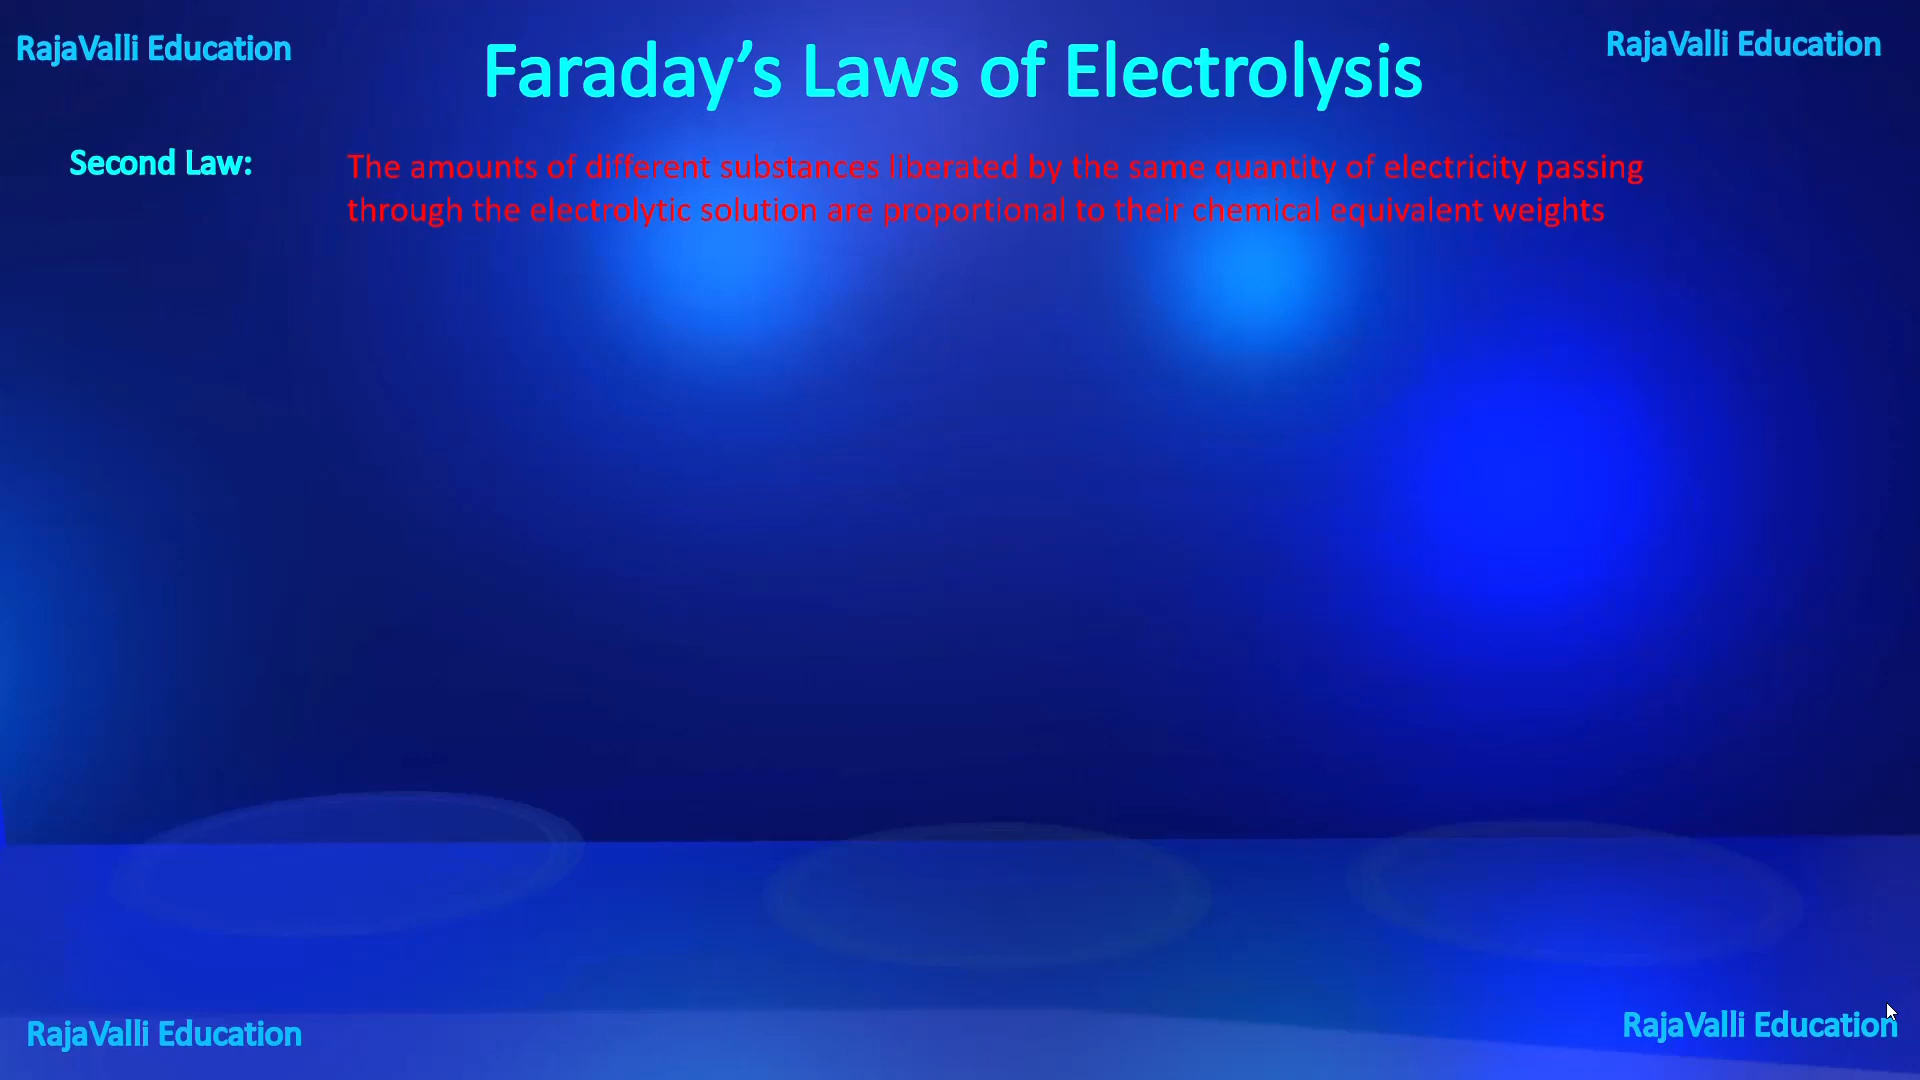 RajaValli Education
Faraday’s Laws of Electrolysis
RajaValli Education
Second Law:
The amounts of different substances liberated by the same quantity of electricity passing
through the electrolytic solution are proportional to their chemical equivalent weights
RajaValli Education
RajaValli Education